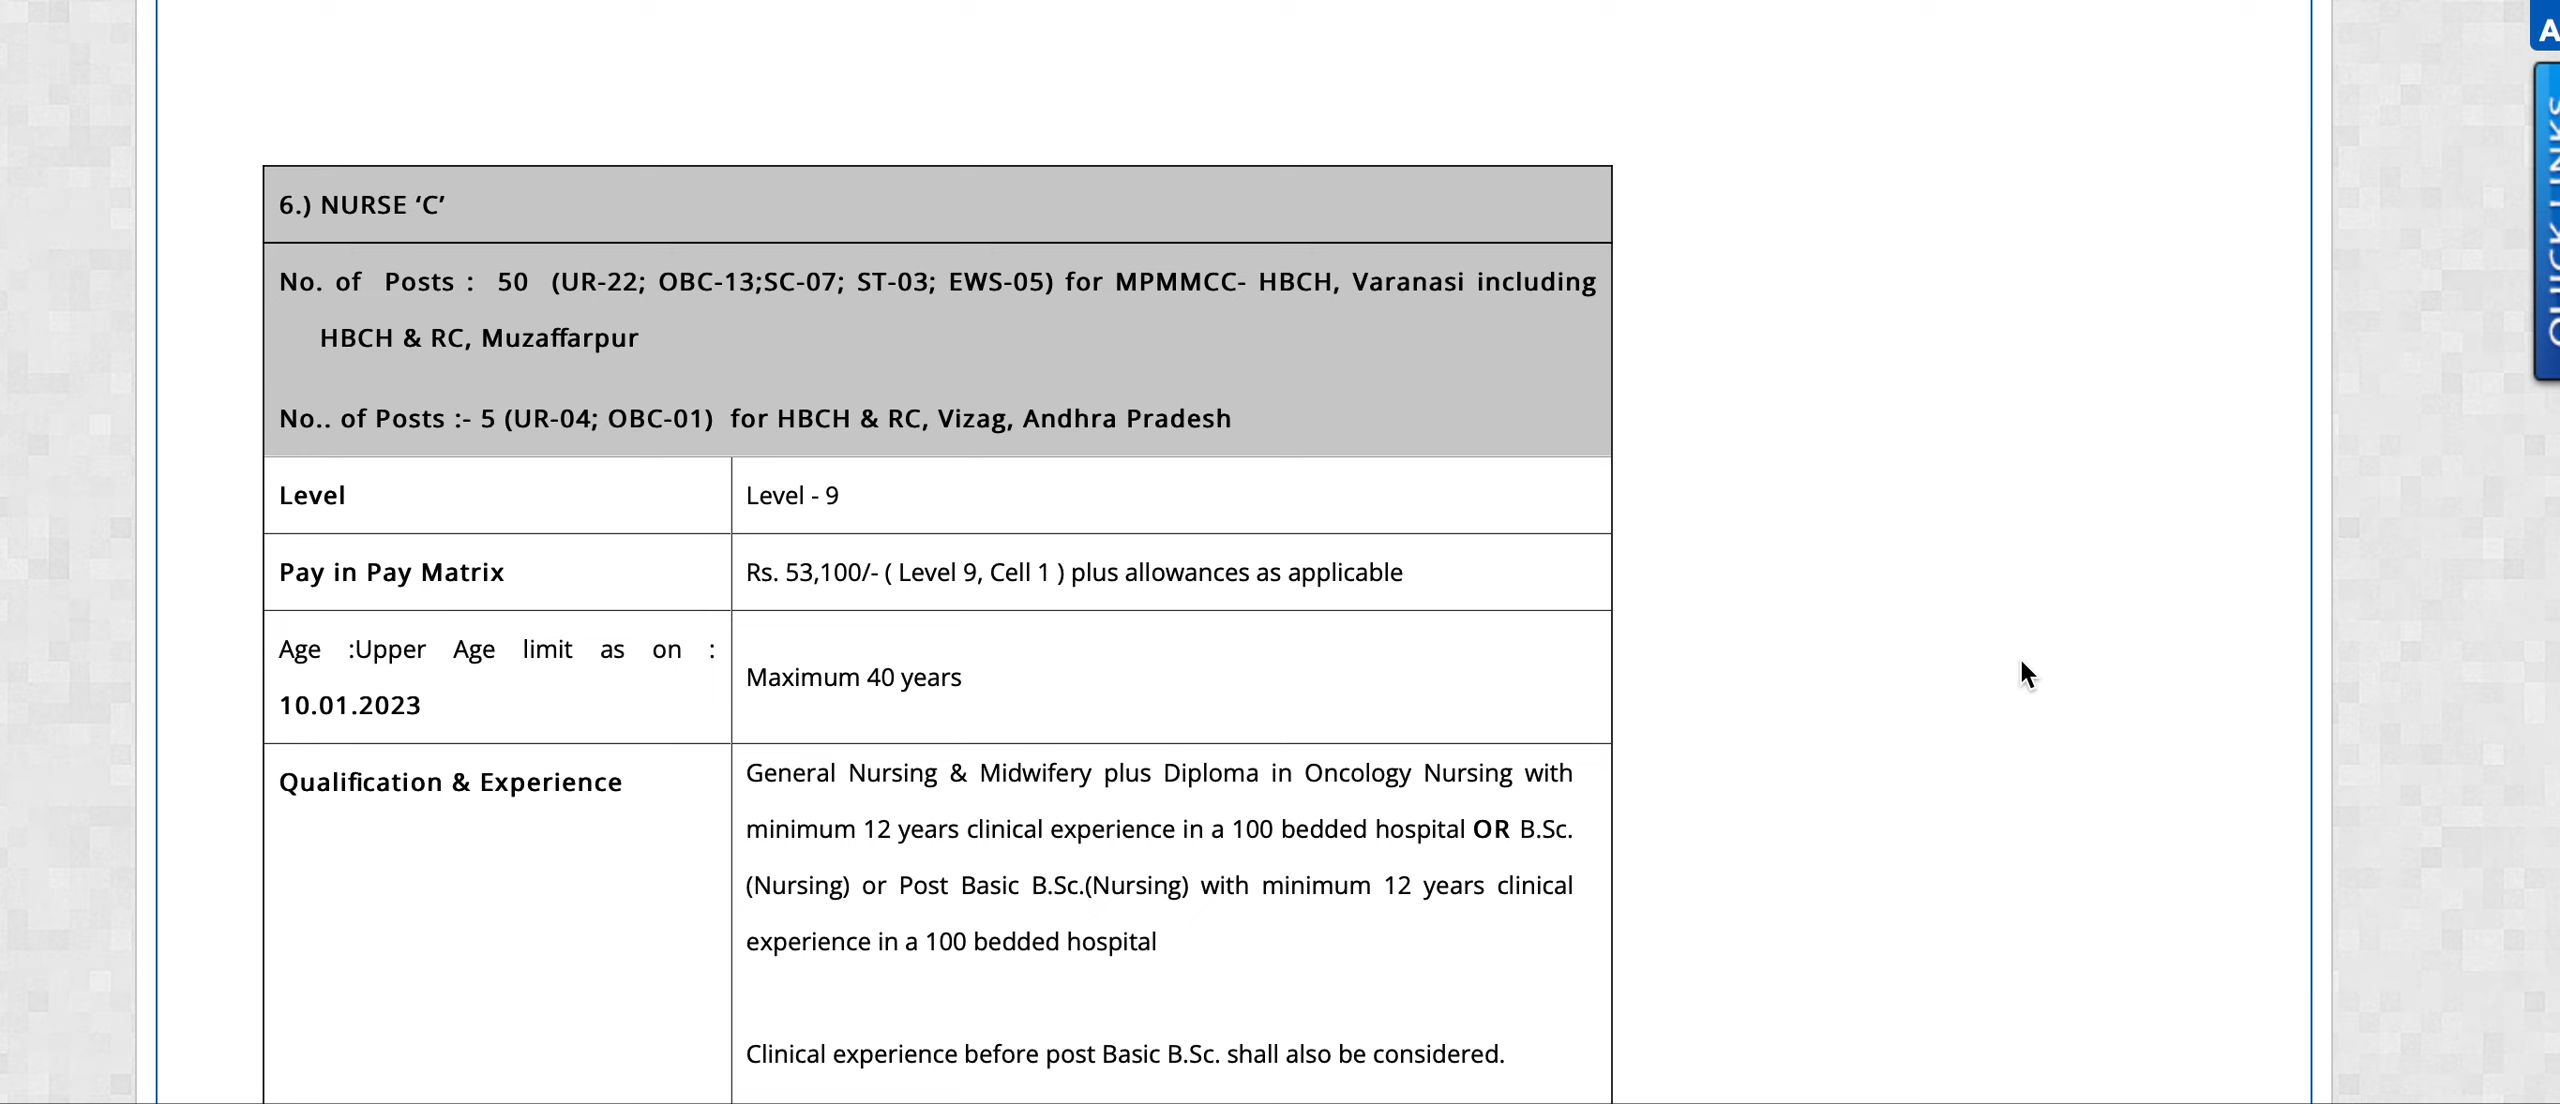 6.) NURSE ‘C’
No. of Posts : 50 (UR-22; OBC-13;SC-07; ST-03; EWS-05) for MPMMCC- HBCH, Varanasi including
HBCH & RC, Muzaffarpur
No.. of Posts :- 5 (UR-04; OBC-01) for HBCH & RC, Vizag, Andhra Pradesh
Level
Level - 9
Pay in Pay Matrix
Rs. 53,100/- ( Level 9, Cell 1 ) plus allowances as applicable
Age :Upper Age limit as on :
10.01.2023
Maximum 40 years
Qualification & Experience
General Nursing & Midwifery plus Diploma in Oncology Nursing with
minimum 12 years clinical experience in a 100 bedded hospital OR B.Sc.
(Nursing) or Post Basic B.Sc.(Nursing) with minimum 12 years clinical
experience in a 100 bedded hospital
Clinical experience before post Basic B.Sc. shall also be considered.
A
QUICK LINKS